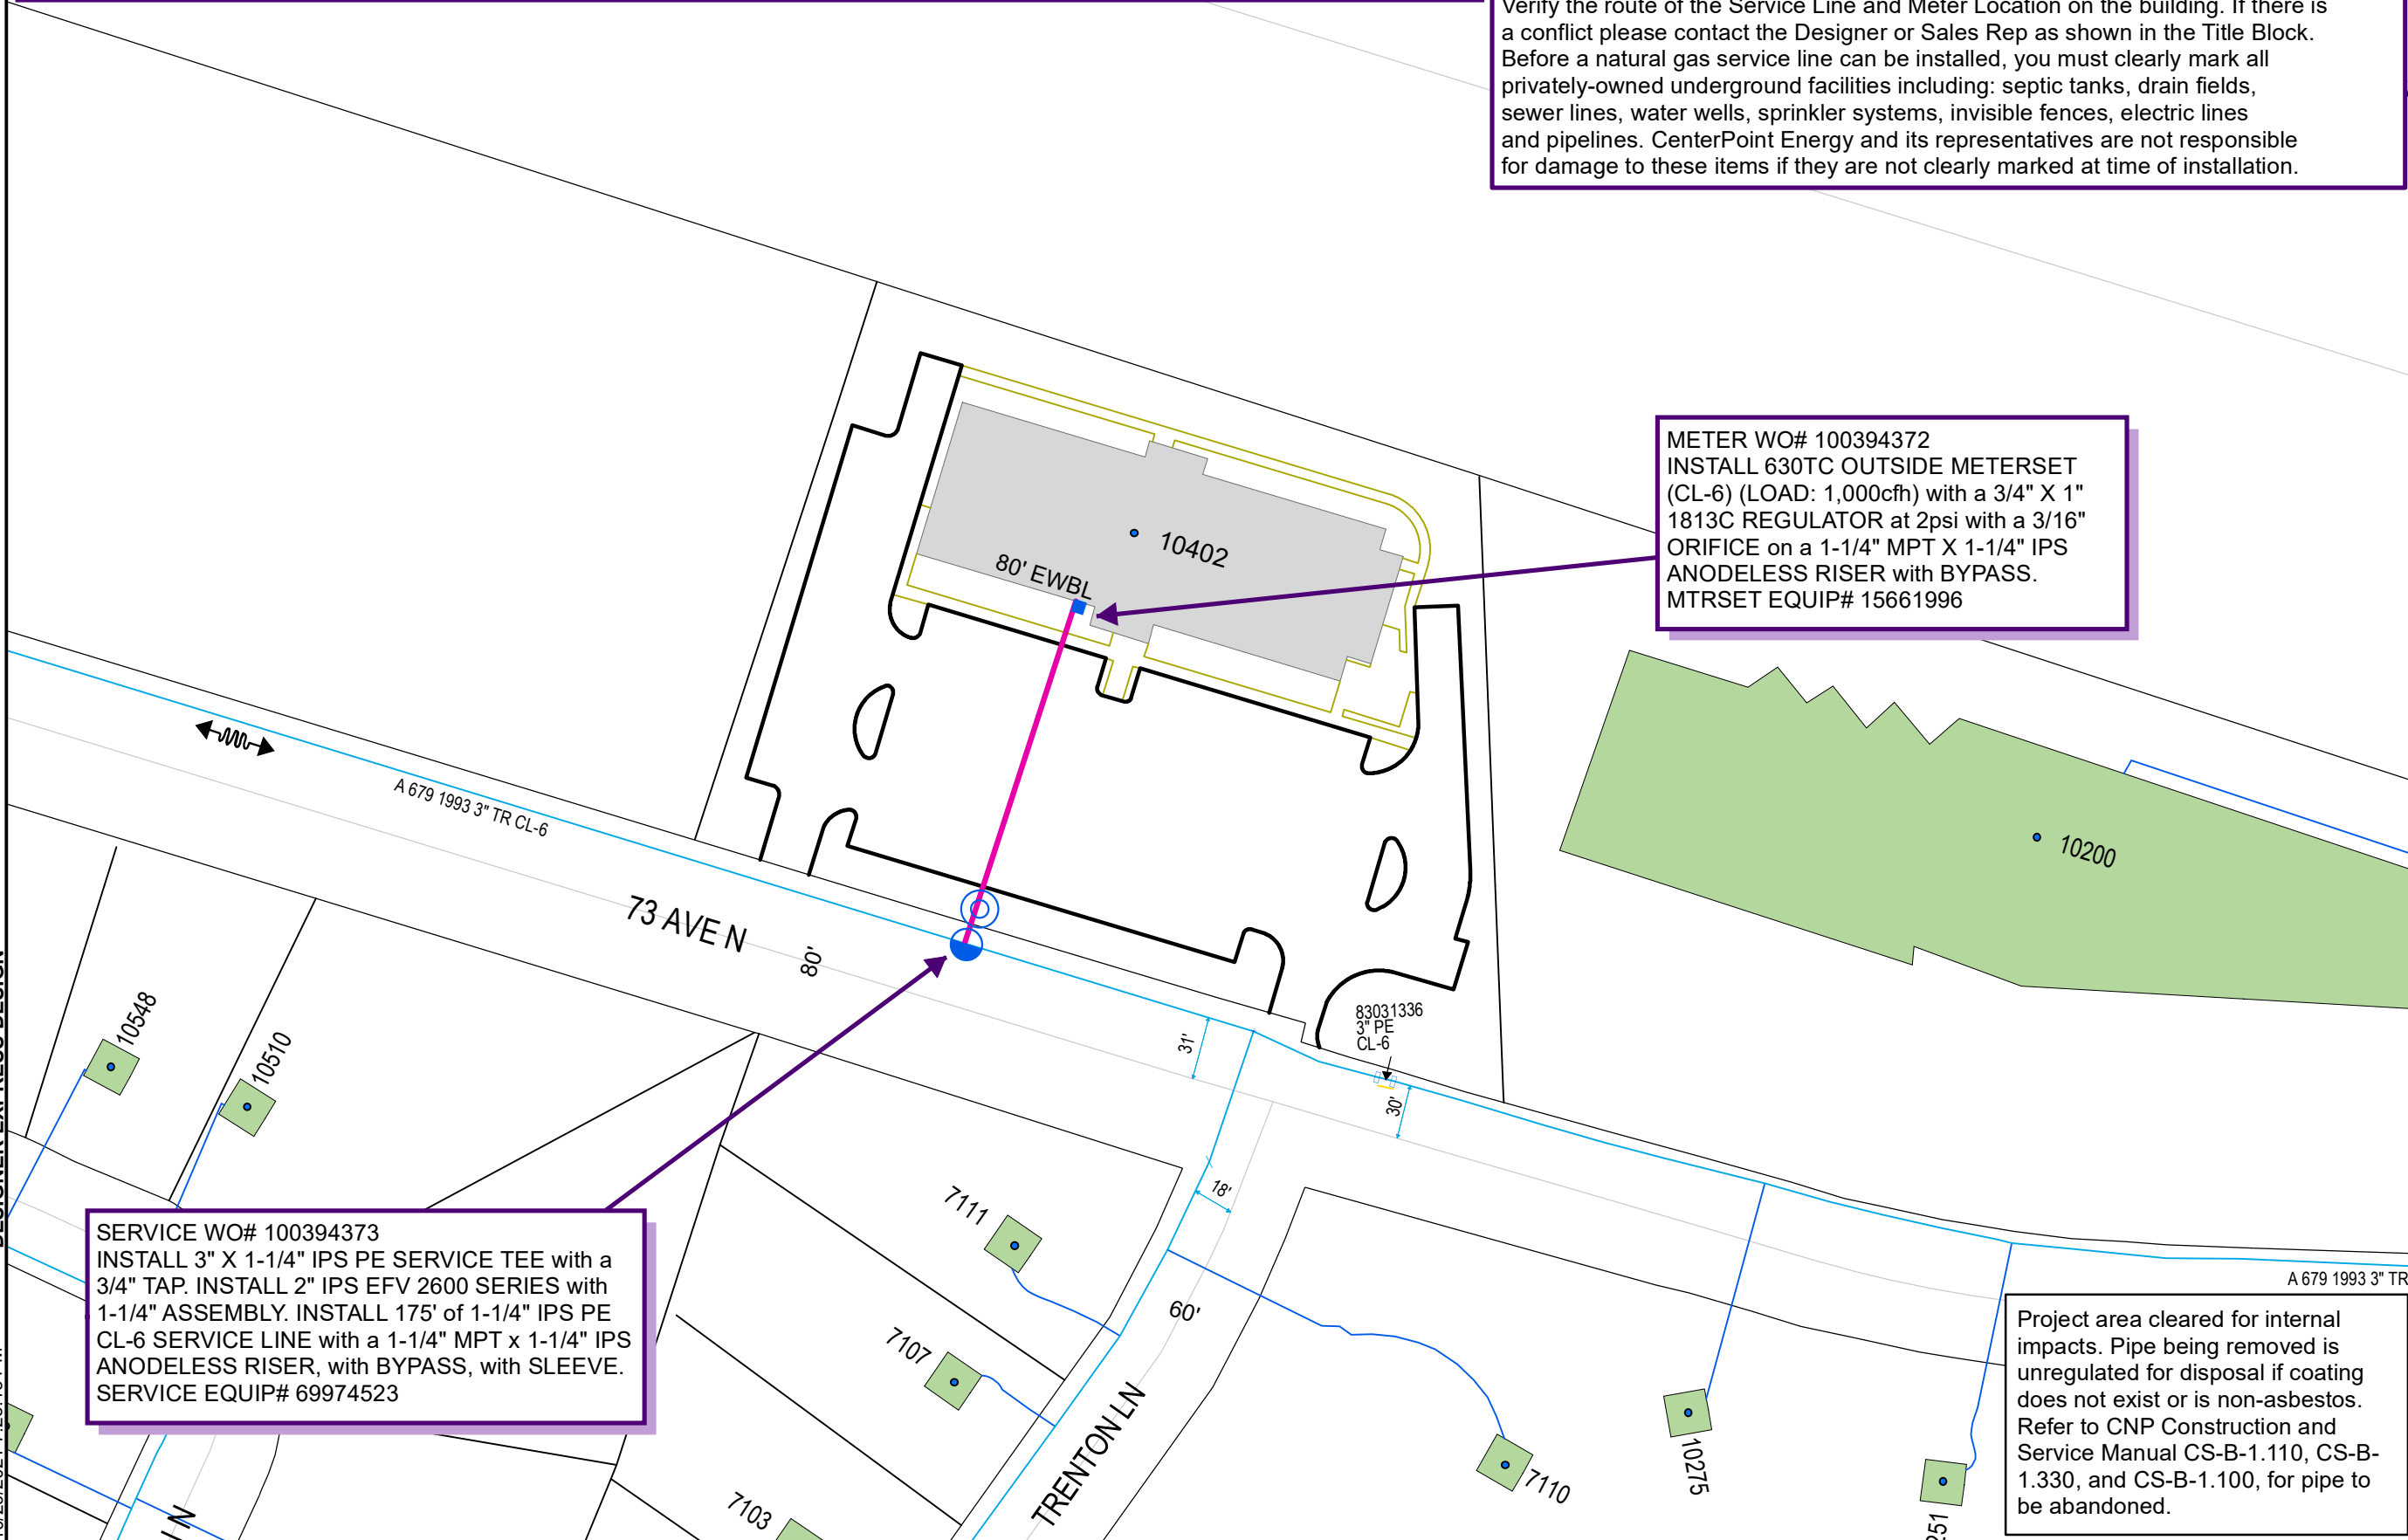 Verify the route of the Service Line and Meter Location on the building. If there is
a conflict please contact the Designer or Sales Rep as shown in the Title Block.
Before a natural gas service line can be installed, you must clearly mark all
privately-owned underground facilities including: septic tanks, drain fields,
sewer lines, water wells, sprinkler systems, invisible fences, electric lines
and pipelines. CenterPoint Energy and its representatives are not responsible
for damage to these items if they are not clearly marked at time of installation.
METER WO# 100394372
INSTALL 630TC OUTSIDE METERSET
(CL-6) (LOAD: 1,000cfh) with a 3/4" X 1"
1813C REGULATOR at 2psi with a 3/16"
ORIFICE on a 1-1/4" MPT X 1-1/4" IPS
ANODELESS RISER with BYPASS.
MTRSET EQUIP# 15661996
10402
80' EWBL
A 679 1993 3" TR CL-6
10200
73 AVE N
80'
83031336
3" PE
CL-6
31'
30'
10548
10510
18'
7111
SERVICE WO# 100394373
INSTALL 3" X 1-1/4" IPS PE SERVICE TEE with a
3/4" TAP. INSTALL 2" IPS EFV 2600 SERIES with
1-1/4" ASSEMBLY. INSTALL 175' of 1-1/4" IPS PE
CL-6 SERVICE LINE with a 1-1/4" MPT x 1-1/4" IPS
ANODELESS RISER, with BYPASS, with SLEEVE.
SERVICE EQUIP# 69974523
A 679 1993 3" TR
60'
7107
TRENTON LN
7103
7110
10275
251
N
Project area cleared for internal
impacts. Pipe being removed is
unregulated for disposal if coating
does not exist or is non-asbestos.
Refer to CNP Construction and
Service Manual CS-B-1.110, CS-B-
1.330, and CS-B-1.100, for pipe to
be abandoned.